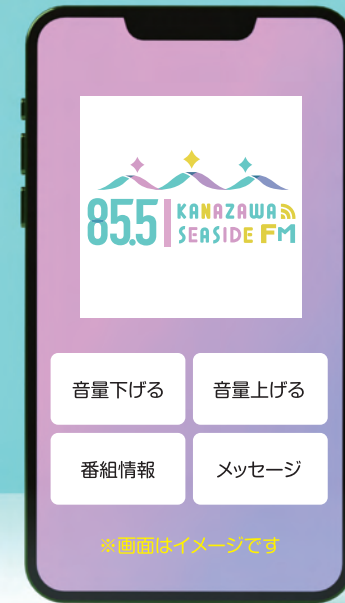 85.5 KANAZAWA
SEASIDE FM
音量下げる
音量上げる
番組情報
メッセージ
※画面はイメージです